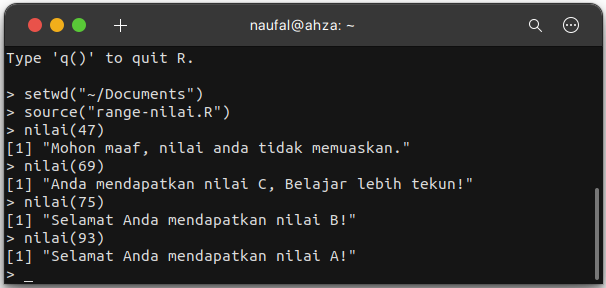 naufal@ahza: ~
Type 'q()' to quit R.
> setwd("~/Documents")
> source("range-nilai.R")
> nilai(47)
[1] "Mohon maaf, nilai anda tidak memuaskan."
> nilai(69)
[1] "Anda mendapatkan nilai C, Belajar lebih tekun!"
> nilai(75)
[1] "Selamat Anda mendapatkan nilai B!"
> nilai(93)
[1] "Selamat Anda mendapatkan nilai A!"
> _